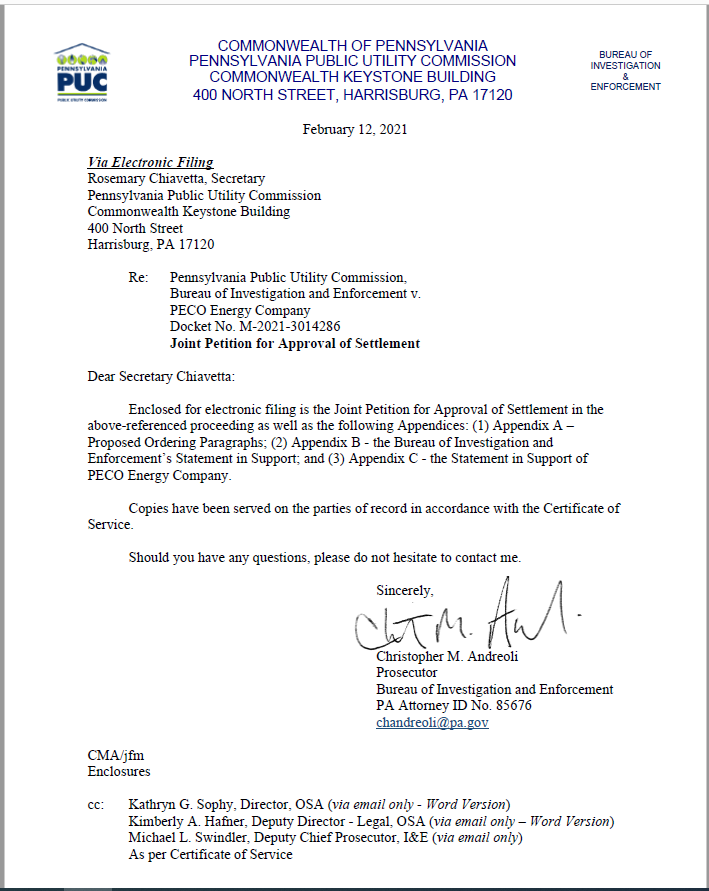 COMMONWEALTH OF PENNSYLVANIA
PENNSYLVANIA PUBLIC UTILITY COMMISSION
COMMONWEALTH KEYSTONE BUILDING
400 NORTH STREET, HARRISBURG, PA 17120
PENNSYLVANIA
PUC
PUBLIC UTILITY COMMISSION
BUREAU OF
INVESTIGATION
&
ENFORCEMENT
February 12, 2021
Via Electronic Filing
Rosemary Chiavetta, Secretary
Pennsylvania Public Utility Commission
Commonwealth Keystone Building
400 North Street
Harrisburg, PA 17120
Re: Pennsylvania Public Utility Commission,
Bureau of Investigation and Enforcement v.
PECO Energy Company
Docket No. M-2021-3014286
Joint Petition for Approval of Settlement
Dear Secretary Chiavetta:
Enclosed for electronic filing is the Joint Petition for Approval of Settlement in the
above-referenced proceeding as well as the following Appendices: (1) Appendix A –
Proposed Ordering Paragraphs; (2) Appendix B - the Bureau of Investigation and
Enforcement’s Statement in Support; and (3) Appendix C - the Statement in Support of
PECO Energy Company.
Copies have been served on the parties of record in accordance with the Certificate of
Service.
Should you have any questions, please do not hesitate to contact me.
Sincerely,
Christopher M. Andreoli
Prosecutor
Bureau of Investigation and Enforcement
PA Attorney ID No. 85676
chandreoli@pa.gov
CMA/jfm
Enclosures
cc: Kathryn G. Sophy, Director, OSA (via email only - Word Version)
Kimberly A. Hafner, Deputy Director - Legal, OSA (via email only – Word Version)
Michael L. Swindler, Deputy Chief Prosecutor, I&E (via email only)
As per Certificate of Service